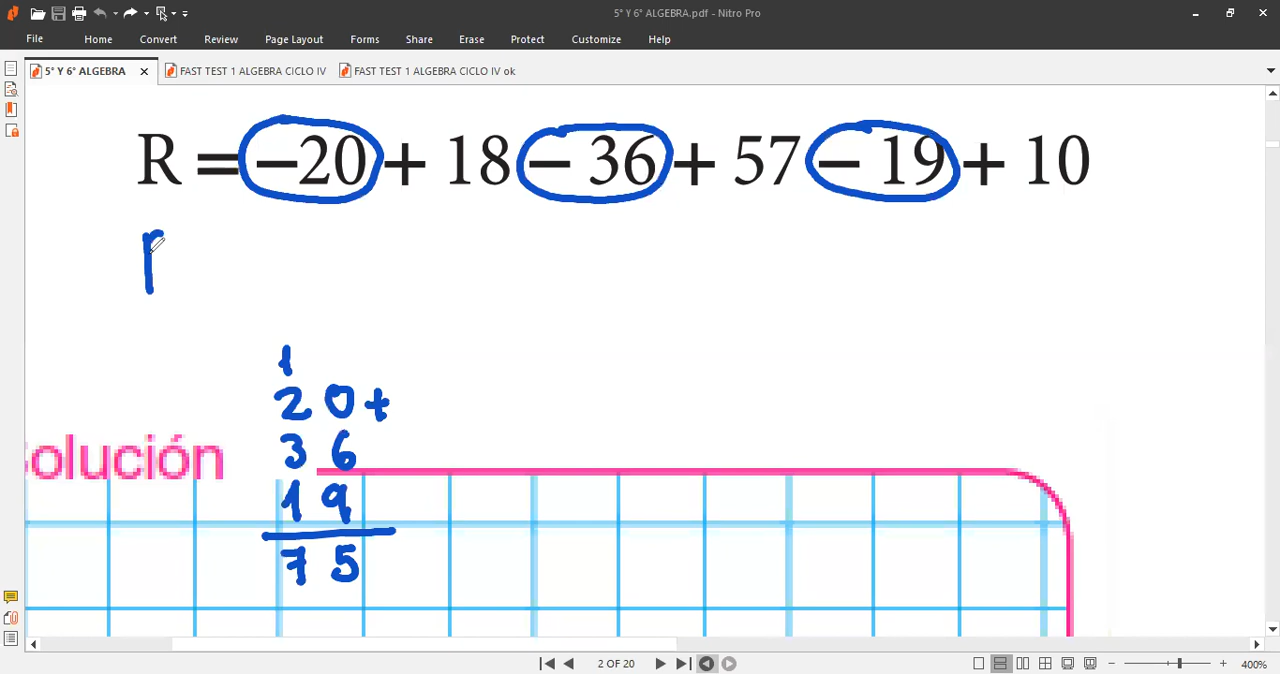 5° Y 6° ALGEBRA.pdf - Nitro Pro
File Home Convert Review Page Layout Forms Share Erase Protect Customize Help
5° Y 6° ALGEBRA FAST TEST 1 ALGEBRA CICLO IV FAST TEST 1 ALGEBRA CICLO IV ok
R = −20 + 18 − 36 + 57 − 19 + 10
1
20+
36
olución
19
75
2 OF 20
400%